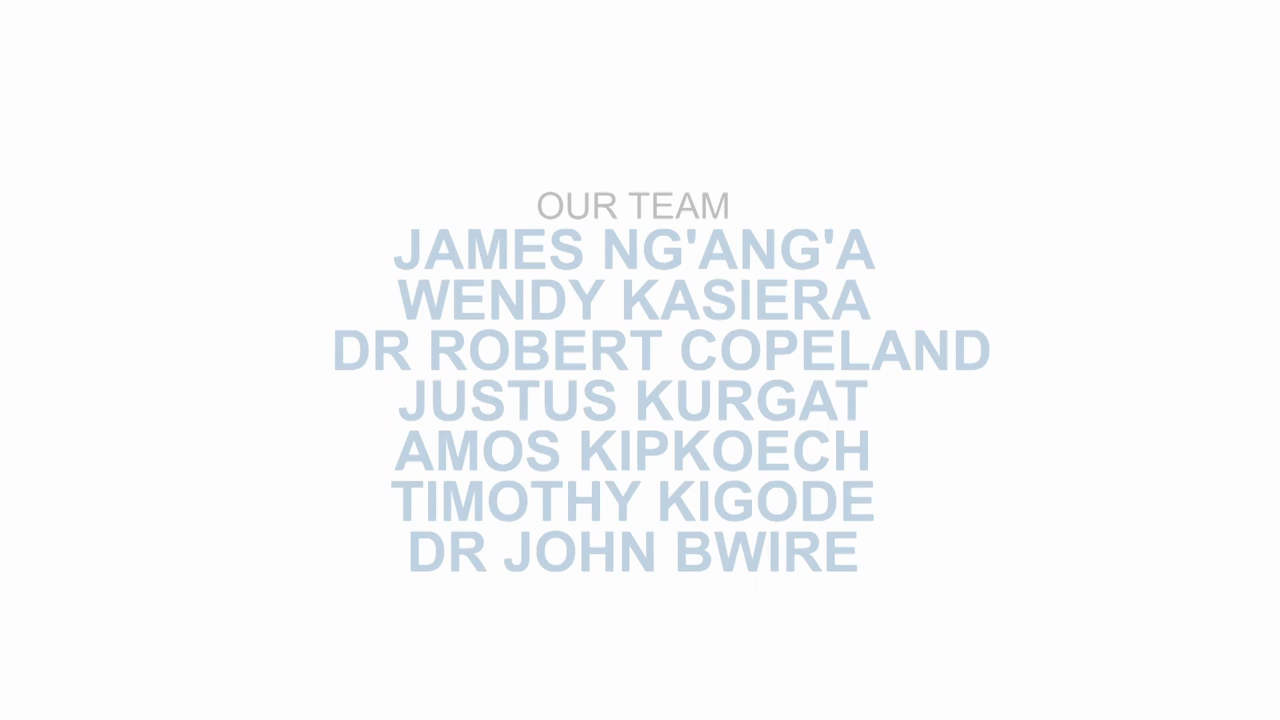 OUR TEAM
JAMES NG'ANG'A
WENDY KASIERA
DR ROBERT COPELAND
JUSTUS KURGAT
AMOS KIPKOECH
TIMOTHY KIGODE
DR JOHN BWIRE